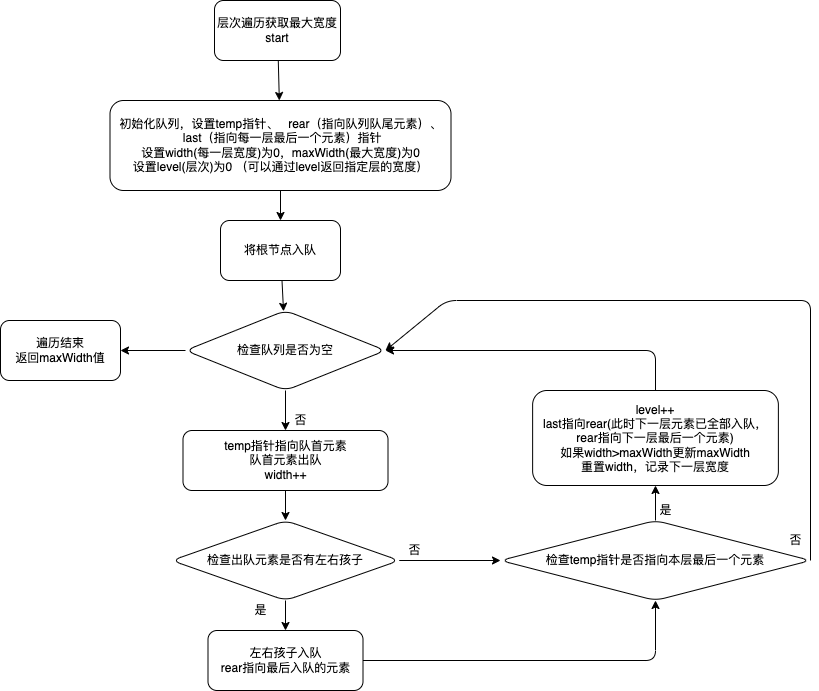 层次遍历获取最大宽度
start
初始化队列，设置temp指针、 rear（指向队列队尾元素）、
last（指向每一层最后一个元素）指针
设置width(每一层宽度)为0，maxWidth(最大宽度)为0
设置level(层次)为0 （可以通过level返回指定层的宽度）
将根节点入队
检查队列是否为空
遍历结束
返回maxWidth值
否
temp指针指向队首元素
队首元素出队
width++
level++
last指向rear(此时下一层元素已全部入队，
rear指向下一层最后一个元素)
如果width>maxWidth更新maxWidth
重置width，记录下一层宽度
是
否
检查出队元素是否有左右孩子
否
检查temp指针是否指向本层最后一个元素
是
左右孩子入队
rear指向最后入队的元素